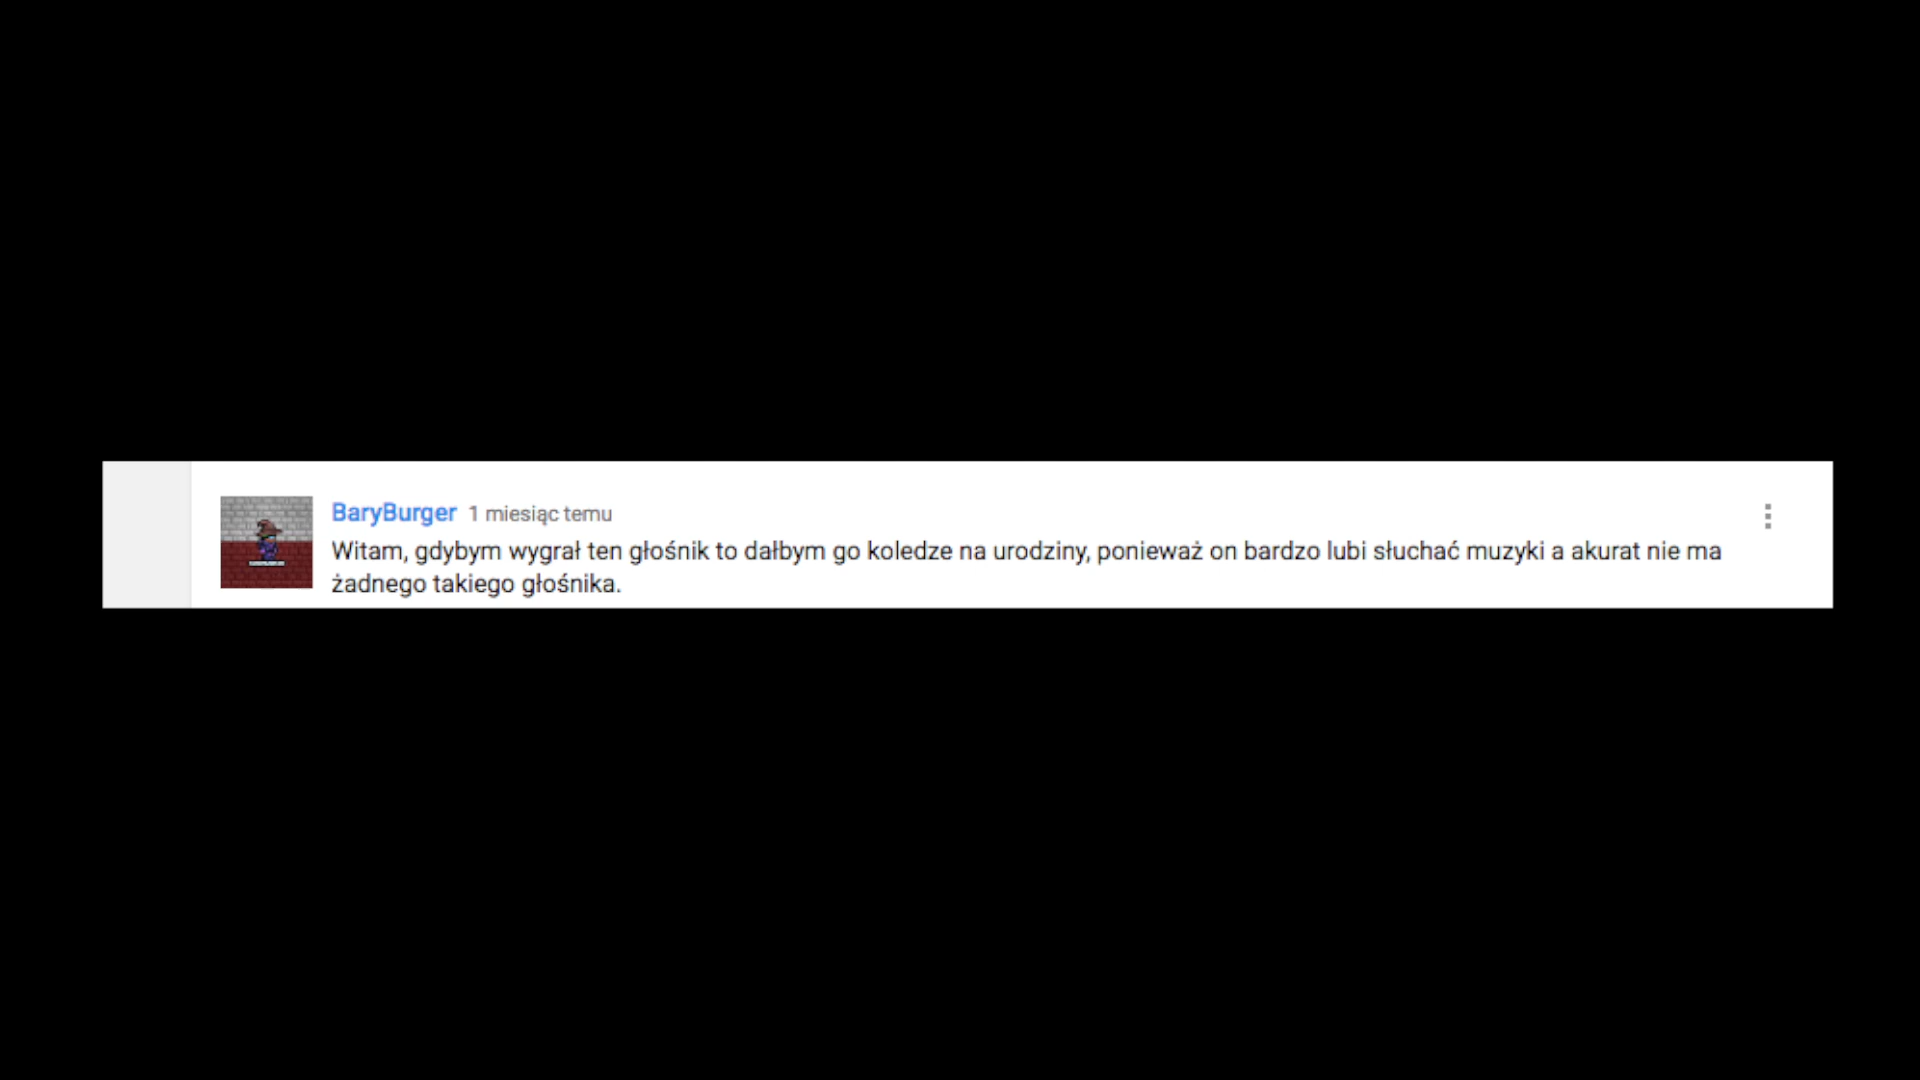 BaryBurger 1 miesiąc temu
Witam, gdybym wygrał ten głośnik to dałbym go koledze na urodziny, ponieważ on bardzo lubi słuchać muzyki a akurat nie ma
żadnego takiego głośnika.